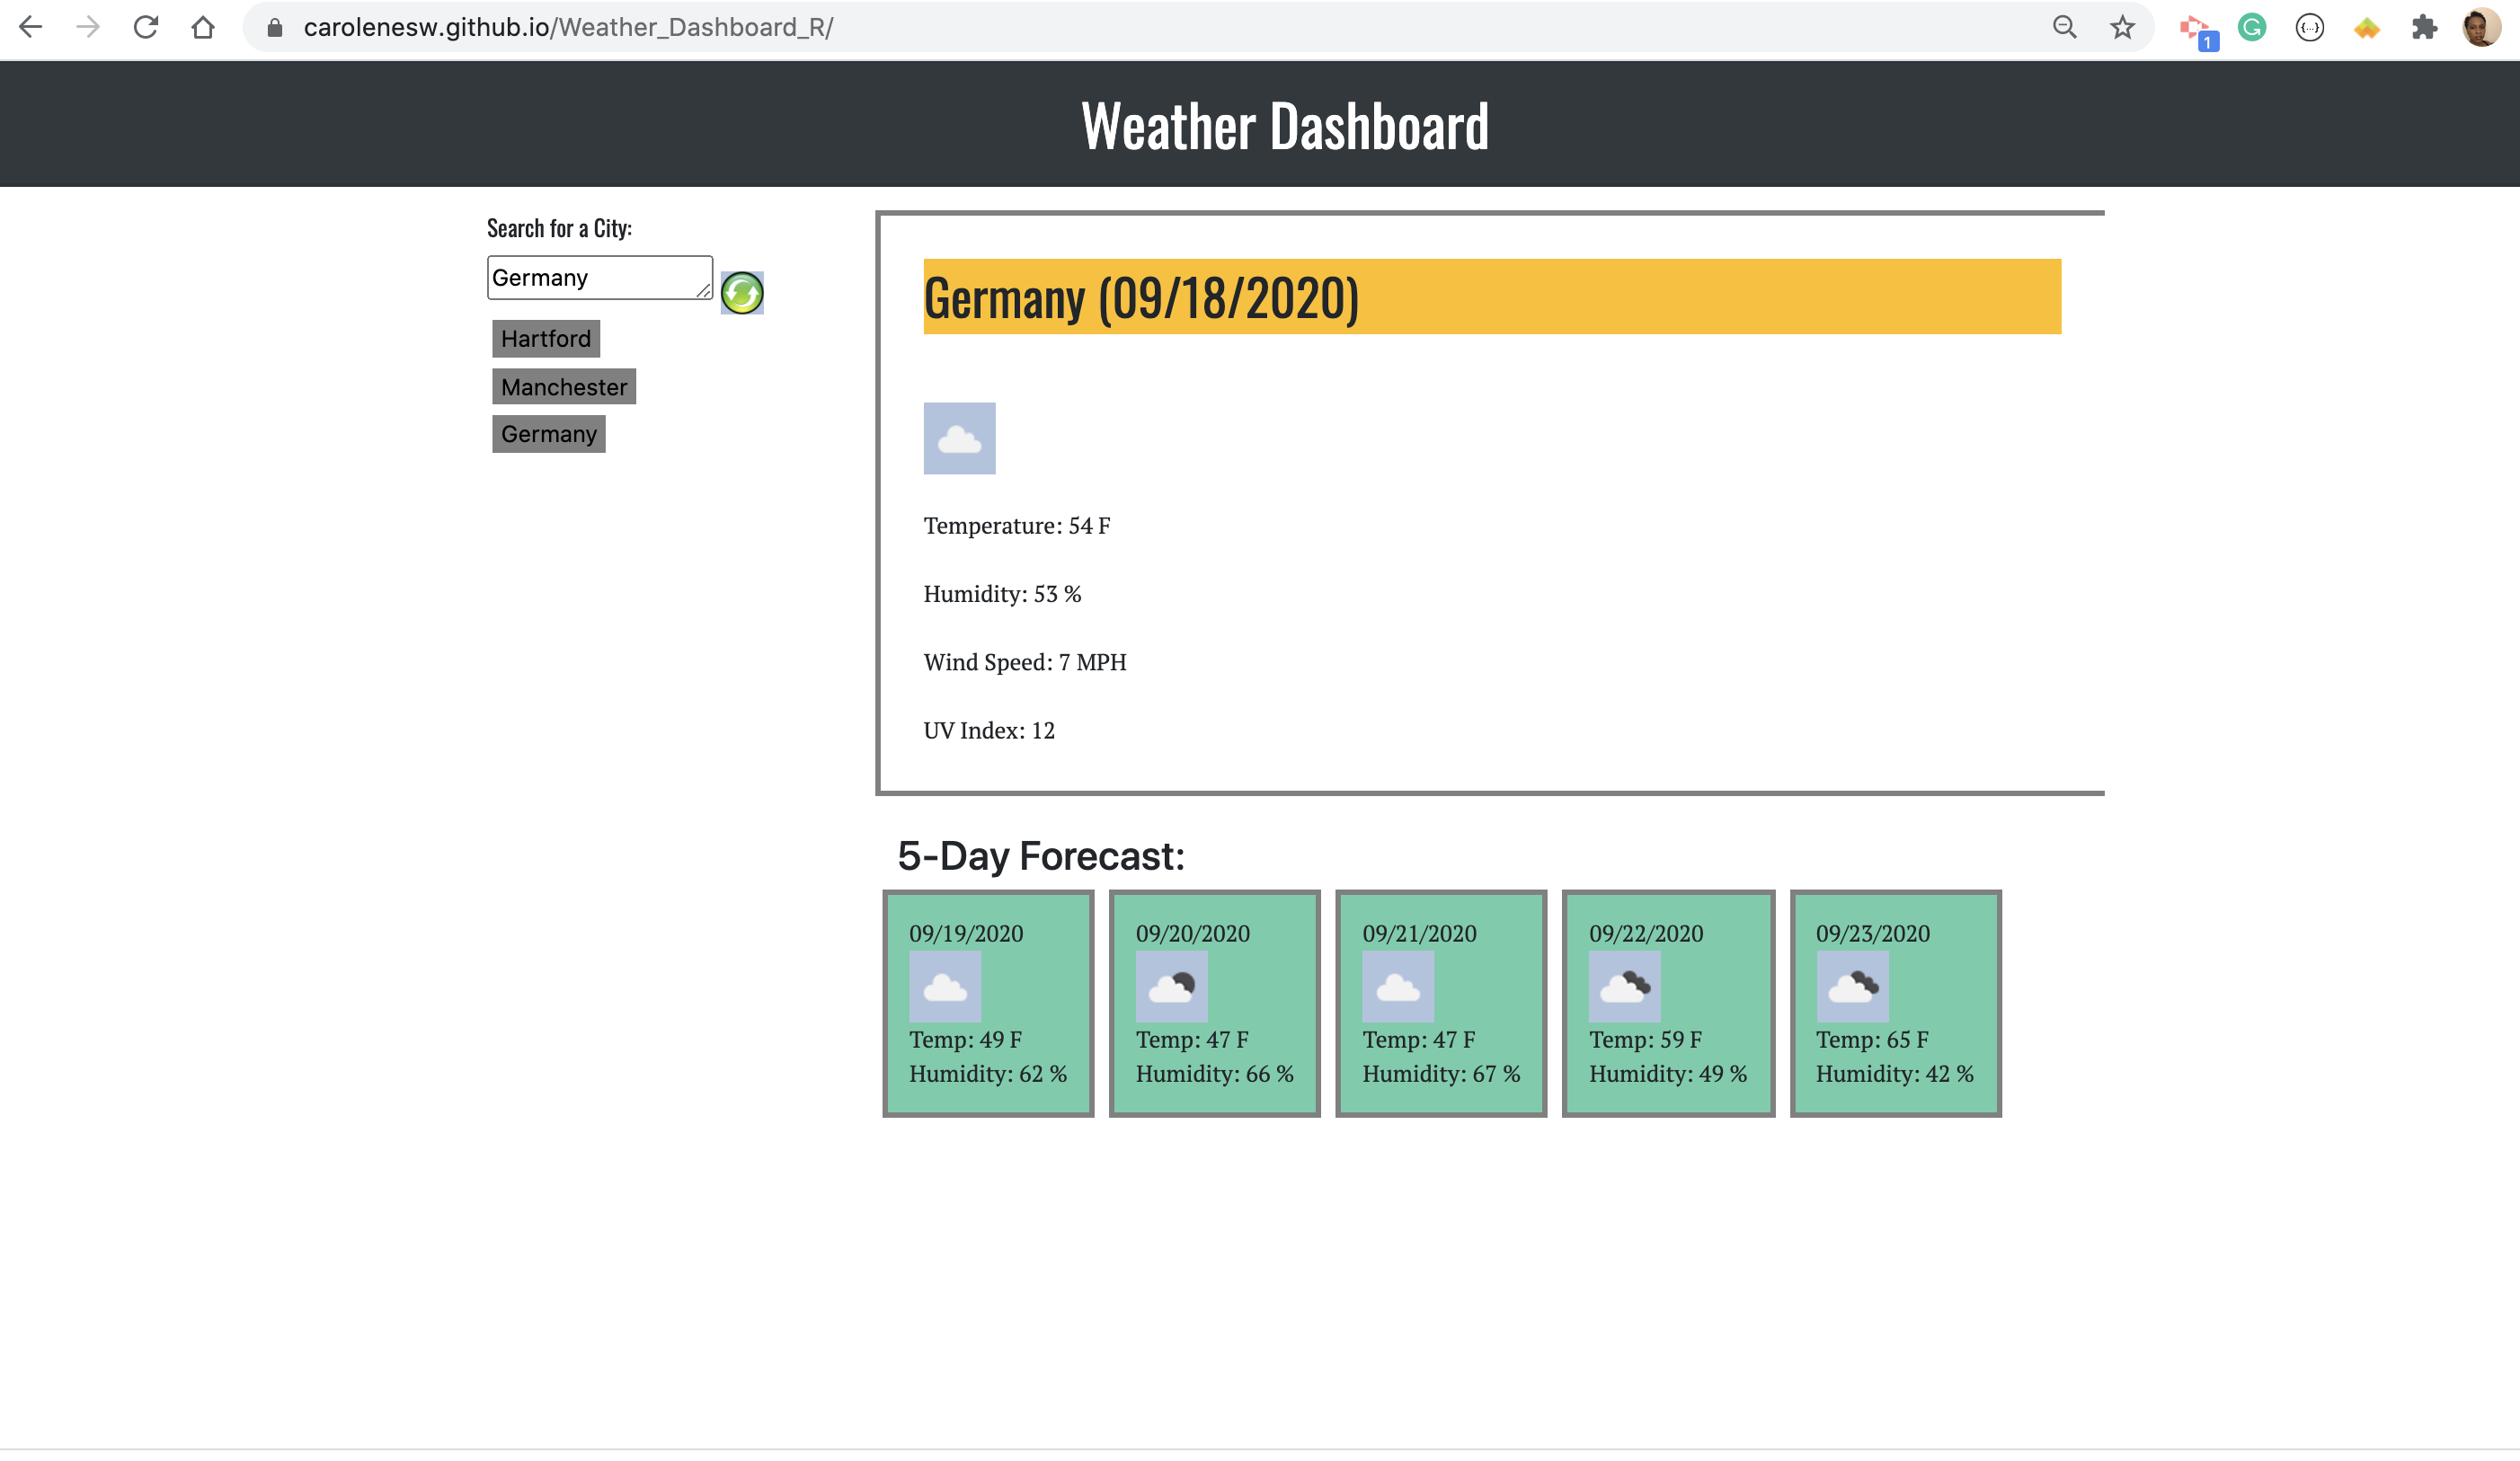 carolenesw.github.io/Weather_Dashboard_R/
1
Weather Dashboard
Search for a City:
Germany
Hartford
Manchester
Germany
Germany (09/18/2020)
Temperature: 54 F
Humidity: 53 %
Wind Speed: 7 MPH
UV Index: 12
5-Day Forecast:
09/19/2020
Temp: 49 F
Humidity: 62 %
09/20/2020
Temp: 47 F
Humidity: 66 %
09/21/2020
Temp: 47 F
Humidity: 67 %
09/22/2020
Temp: 59 F
Humidity: 49 %
09/23/2020
Temp: 65 F
Humidity: 42 %